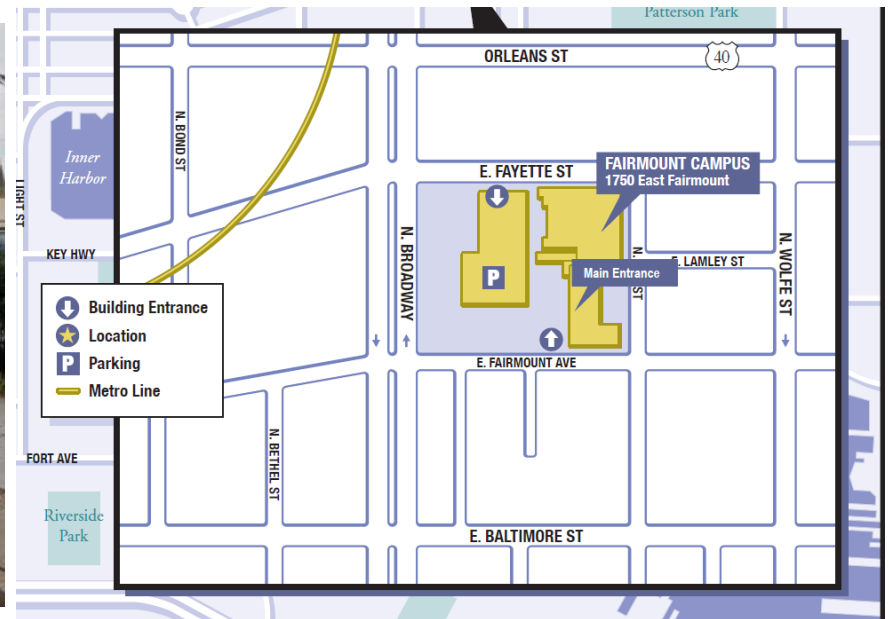 Patterson Park
ORLEANS ST
40
N. BOND ST
Inner
Harbor
LIGHT ST
E. FAYETTE ST
FAIRMOUNT CAMPUS
1750 East Fairmount
KEY HWY
N. BROADWAY
P
Main Entrance
ST
E. LAMLEY ST
N. WOLFE ST
Building Entrance
Location
P Parking
Metro Line
E. FAIRMOUNT AVE
FORT AVE
N. BETHEL ST
Riverside
Park
E. BALTIMORE ST